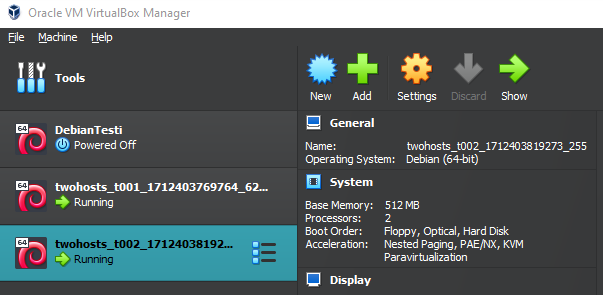 Oracle VM VirtualBox Manager
File Machine Help
Tools
New Add Settings Discard Show
64
DebianTesti
Powered Off
64
twohosts_t001_1712403769764_62...
Running
64
twohosts_t002_17124038192...
Running
General
Name: twohosts_t002_1712403819273_255
Operating System: Debian (64-bit)
System
Base Memory: 512 MB
Processors: 2
Boot Order: Floppy, Optical, Hard Disk
Acceleration: Nested Paging, PAE/NX, KVM
Paravirtualization
Display